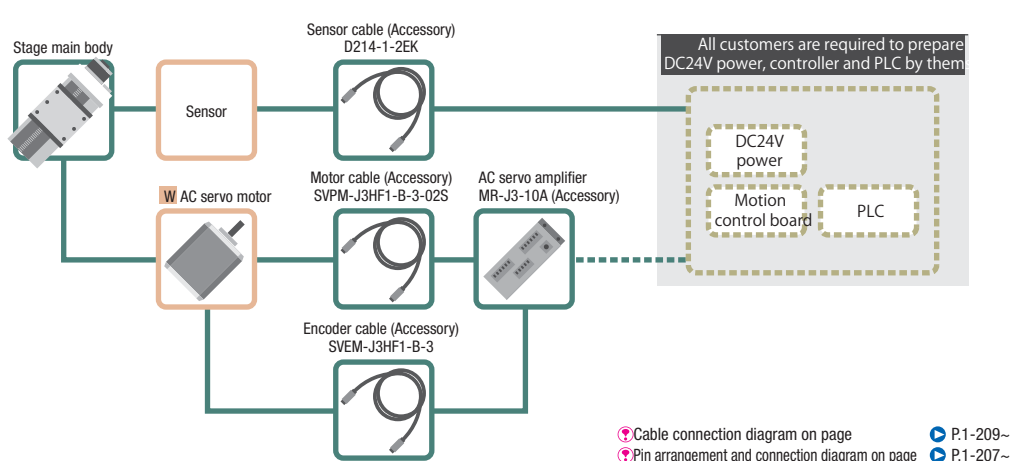 Sensor cable (Accessory)
D214-1-2EK
Stage main body
Sensor
All customers are required to prepare
DC24V power, controller and PLC by them
DC24V
power
Motion
control board
PLC
W AC servo motor
Motor cable (Accessory)
SVPM-J3HF1-B-3-02S
AC servo amplifier
MR-J3-10A (Accessory)
Encoder cable (Accessory)
SVEM-J3HF1-B-3
Cable connection diagram on page P.1-209~
Pin arrangement and connection diagram on page P.1-207~